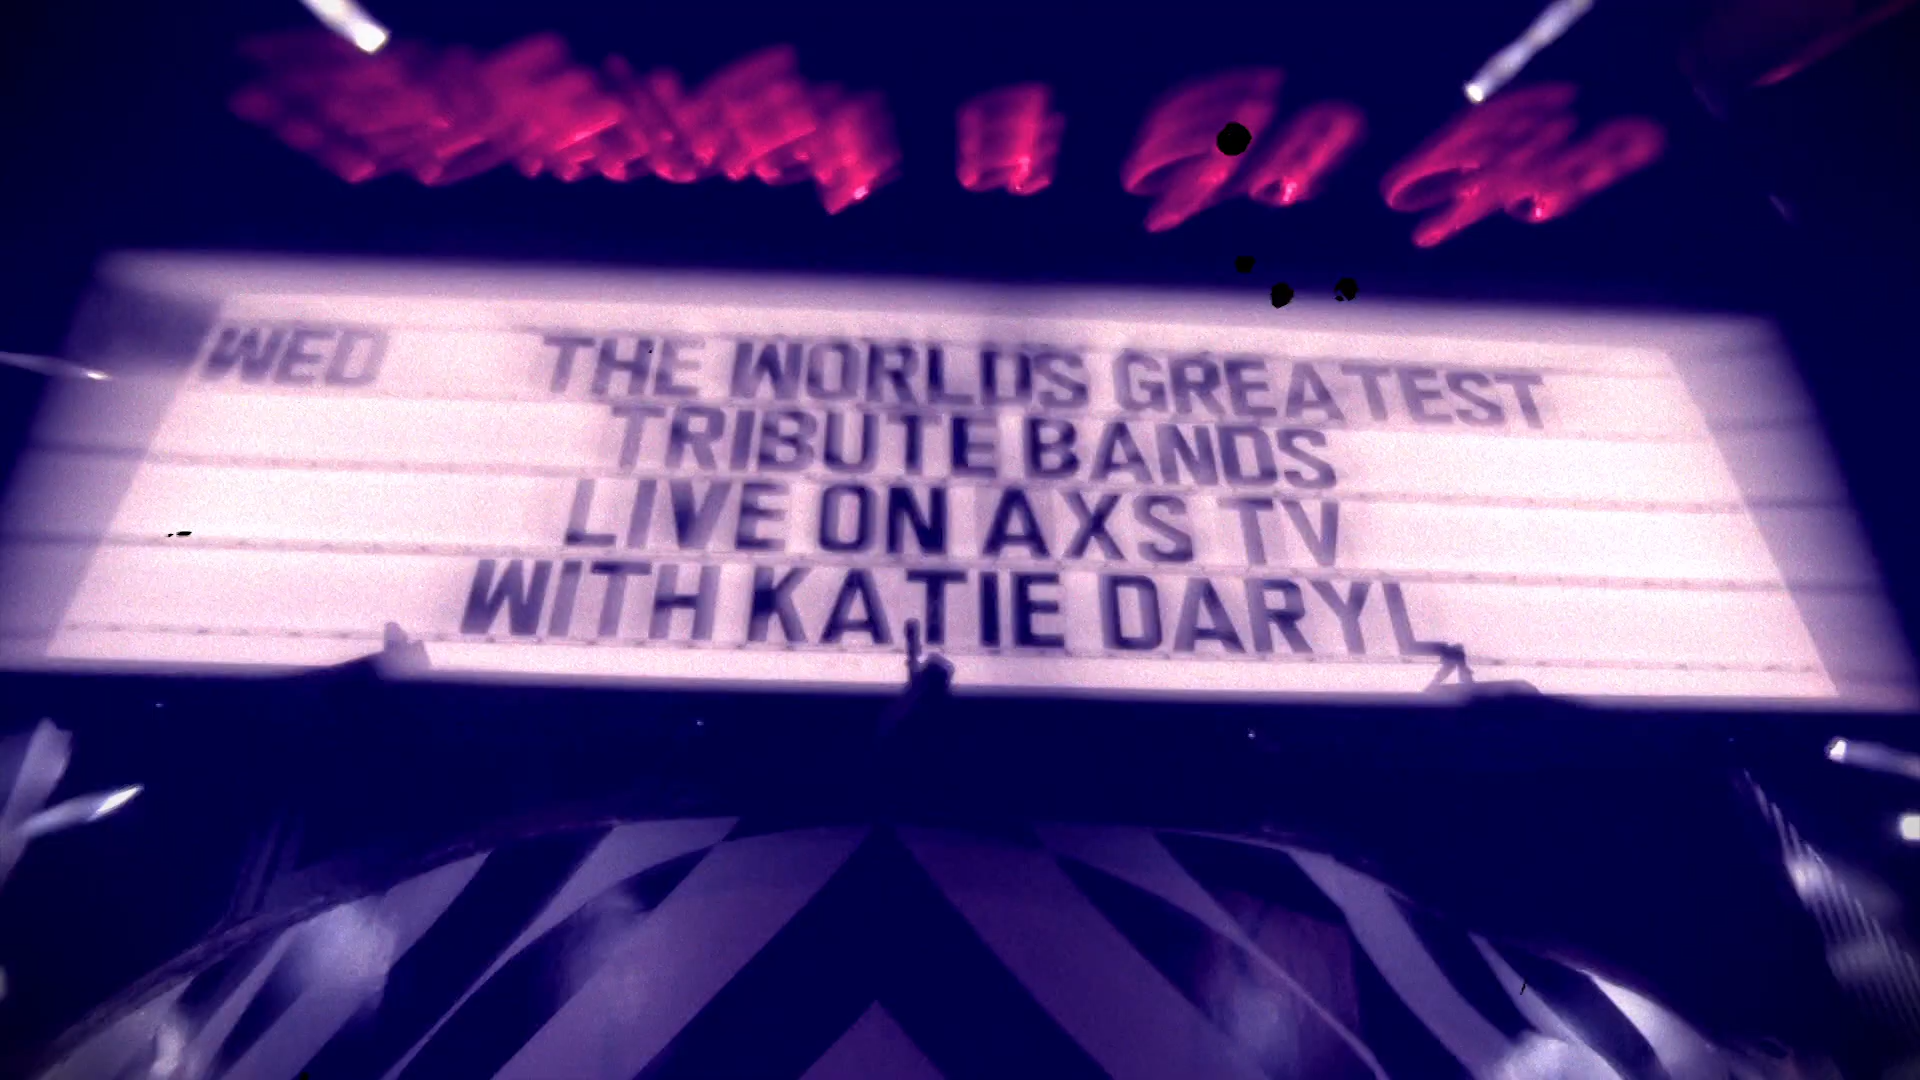 WED THE WORLDS GREATEST
TRIBUTE BANDS
LIVE ON AXS TV
WITH KATIE DARYL